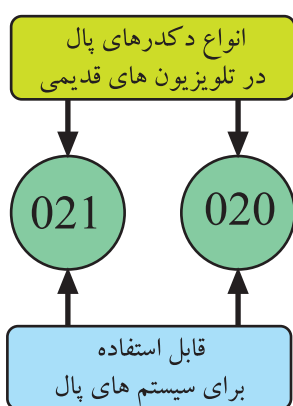 انواع دکدرهای پال
در تلویزیون های قدیمی
020
021
قابل استفاده
برای سیستم های پال